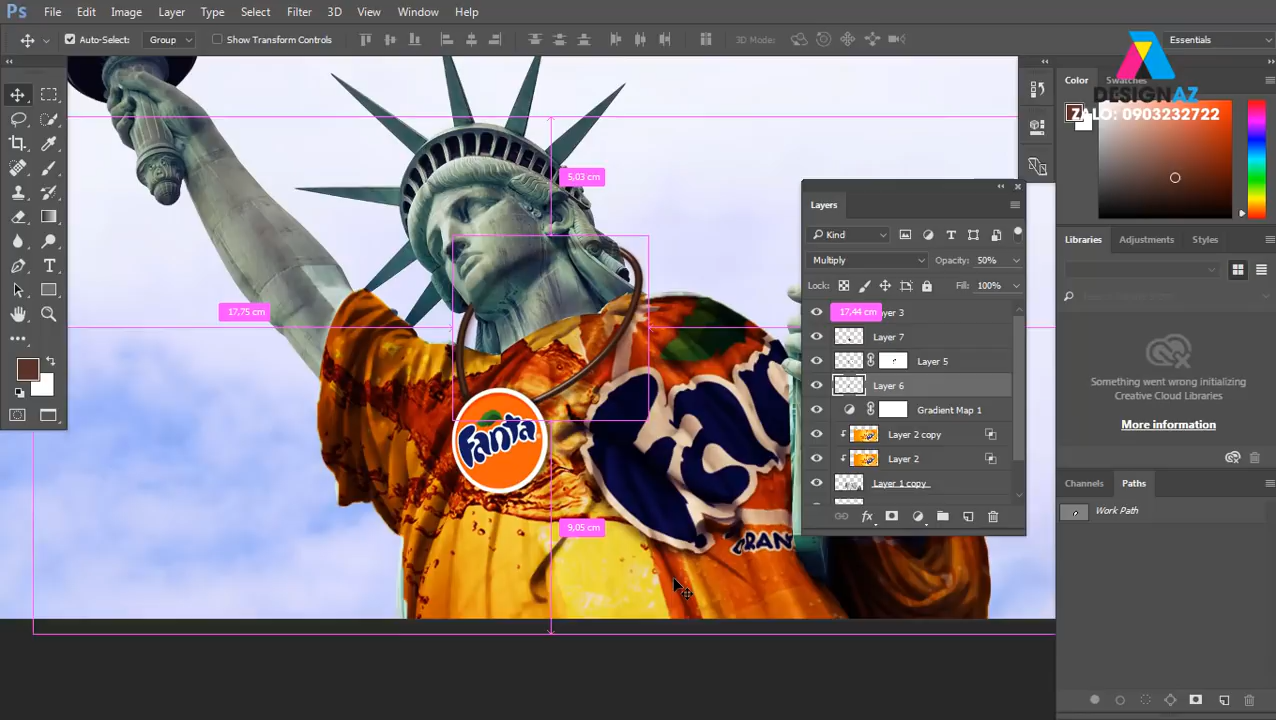 Ps File Edit Image Layer Type Select Filter 3D View Window Help
Auto-Select: Group Show Transform Controls 3D Mode: Essentials
Color Swatches
DESIGNAZ
ZALO: 0903232722
5,03 cm
17,75 cm
17,44 cm
9,05 cm
Fanta
ORAN
Layers
Kind
Multiply Opacity: 50%
Lock: Fill: 100%
er 3
Layer 7
Layer 5
Layer 6
Gradient Map 1
Layer 2 copy
Layer 2
Layer 1 copy
fx
Libraries Adjustments Styles
Something went wrong initializing
Creative Cloud Libraries
More information
Channels Paths
Work Path